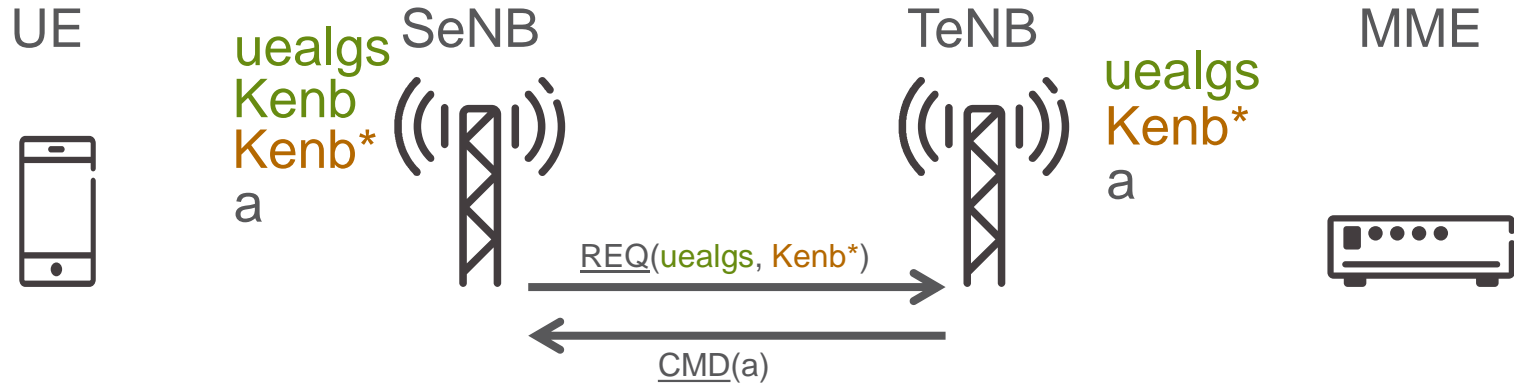 UE
SeNB
TeNB
MME
uealgs
Kenb
Kenb*
a
uealgs
Kenb*
a
REQ(uealgs, Kenb*)
CMD(a)